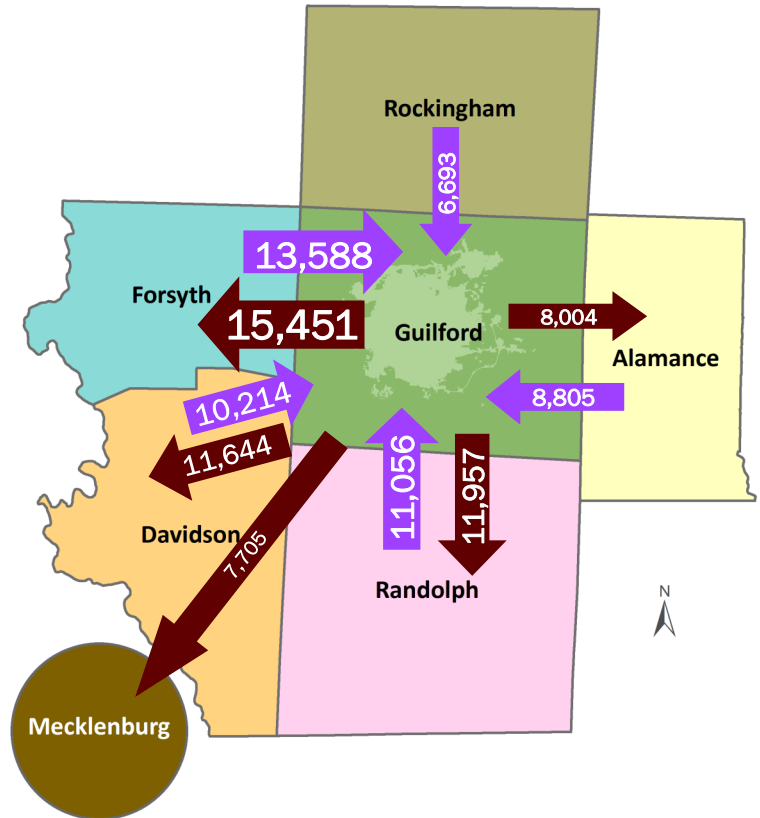 Rockingham
6,693
13,588
Forsyth
15,451
Guilford
8,004
Alamance
10,214
8,805
11,644
11,056
11,957
Davidson
7,705
Randolph
N
Mecklenburg